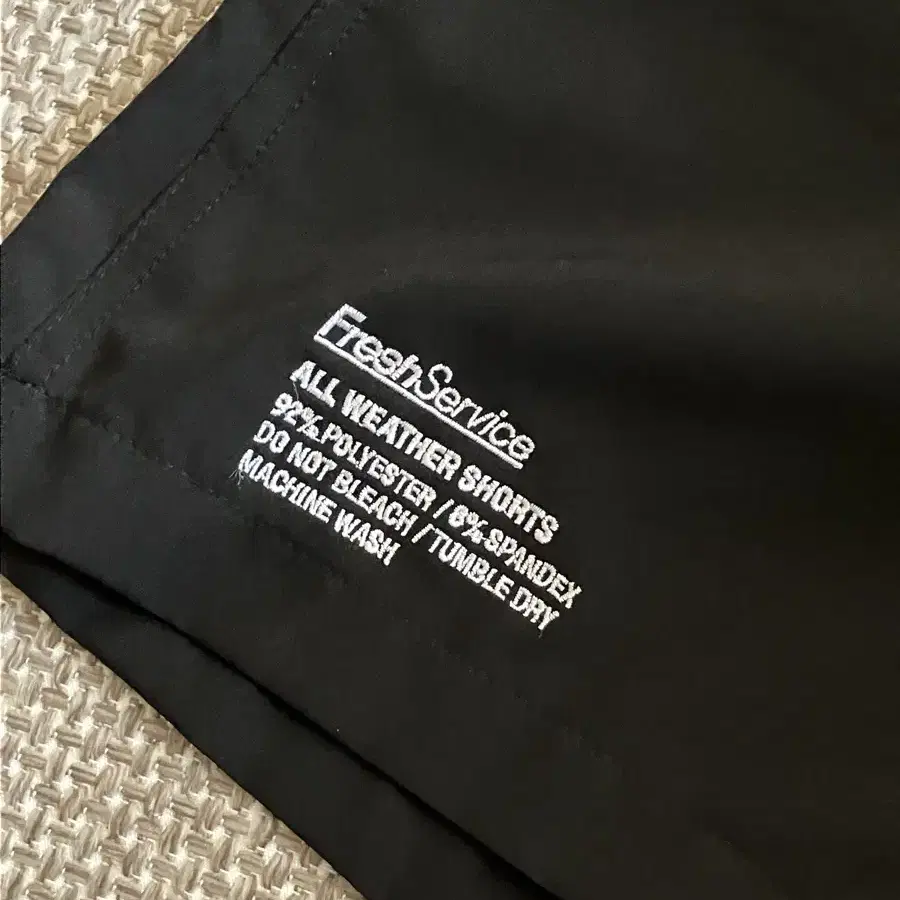 FreshService
ALL WEATHER SHORTS
92% POLYESTER / 8% SPANDEX
DO NOT BLEACH / TUMBLE DRY
MACHINE WASH